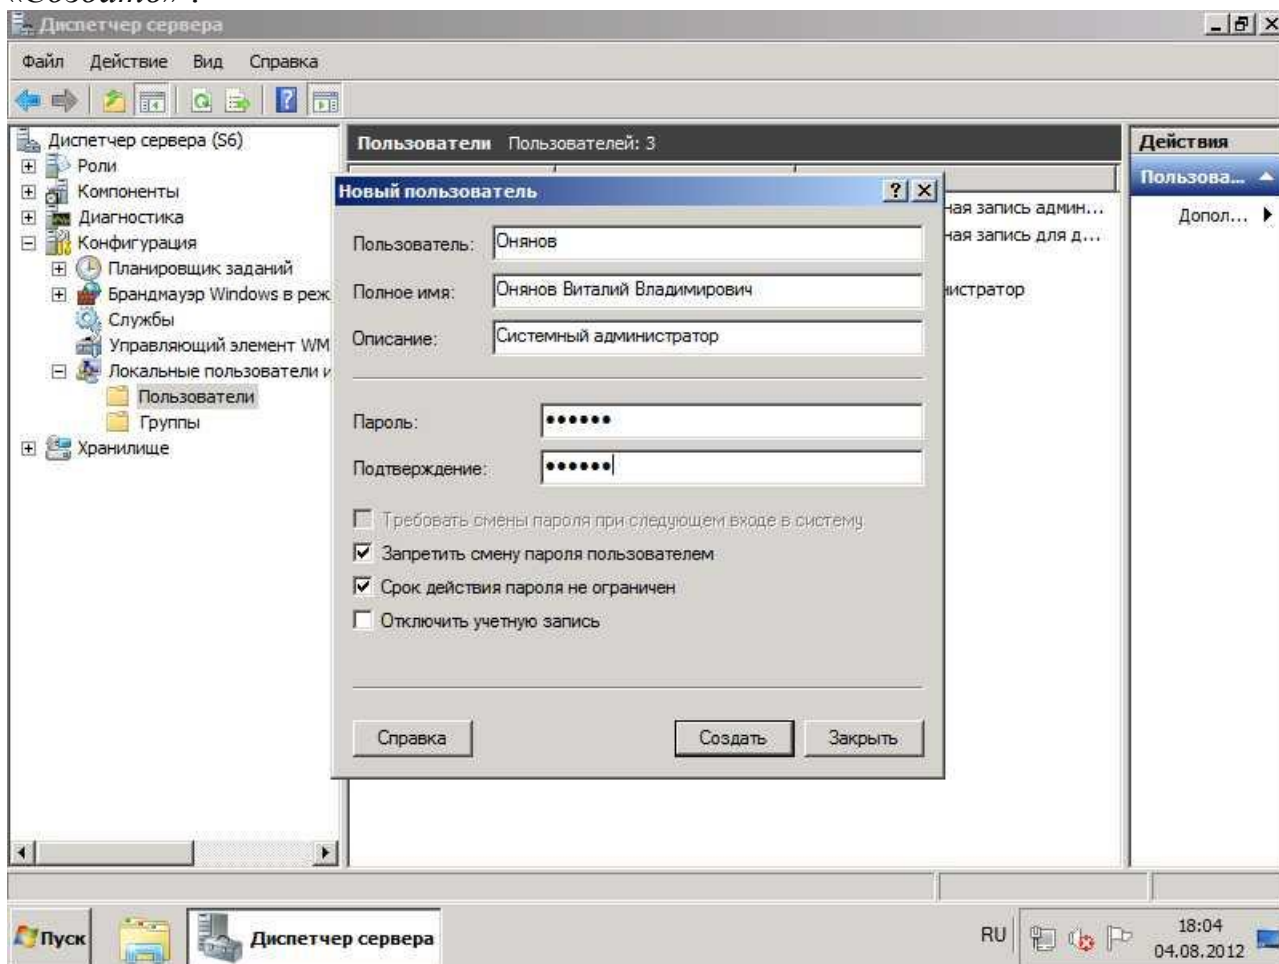 «Создать» .
Диспетчер сервера
Файл Действие Вид Справка
Диспетчер сервера (S6)
Роли
Компоненты
Диагностика
Конфигурация
Планировщик заданий
Брандмауэр Windows в реж
Службы
Управляющий элемент WM
Локальные пользователи и
Пользователи
Группы
Хранилище
Пользователи Пользователей: 3
ная запись админ...
ная запись для д...
истратор
Действия
Пользова...
Допол...
Новый пользователь
Пользователь: Онянов
Полное имя: Онянов Виталий Владимирович
Описание: Системный администратор
Пароль: ••••••
Подтверждение: ••••••
Требовать смены пароля при следующем входе в систему
Запретить смену пароля пользователем
Срок действия пароля не ограничен
Отключить учетную запись
Справка Создать Закрыть
Пуск Диспетчер сервера RU 18:04
04.08.2012